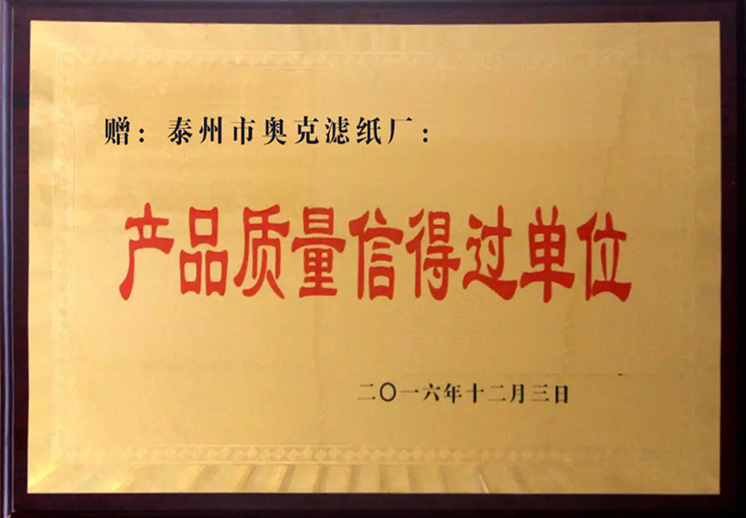 赠：泰州市奥克滤纸厂：
产品质量信得过单位
二〇一六年十二月三日